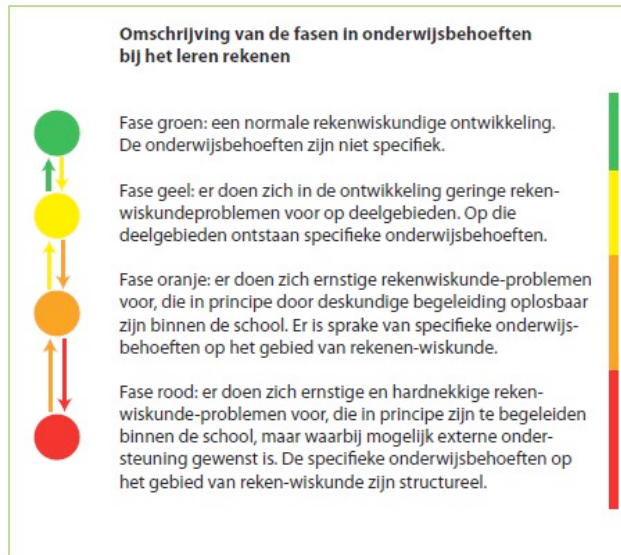 Omschrijving van de fasen in onderwijsbehoeften
bij het leren rekenen
Fase groen: een normale rekenwiskundige ontwikkeling.
De onderwijsbehoeften zijn niet specifiek.
Fase geel: er doen zich in de ontwikkeling geringe reken-
wiskundeproblemen voor op deelgebieden. Op die
deelgebieden ontstaan specifieke onderwijsbehoeften.
Fase oranje: er doen zich ernstige rekenwiskunde-problemen
voor, die in principe door deskundige begeleiding oplosbaar
zijn binnen de school. Er is sprake van specifieke onderwijs-
behoeften op het gebied van rekenen-wiskunde.
Fase rood: er doen zich ernstige en hardnekkige reken-
wiskunde-problemen voor, die in principe zijn te begeleiden
binnen de school, maar waarbij mogelijk externe onder-
steuning gewenst is. De specifieke onderwijsbehoeften op
het gebied van reken-wiskunde zijn structureel.